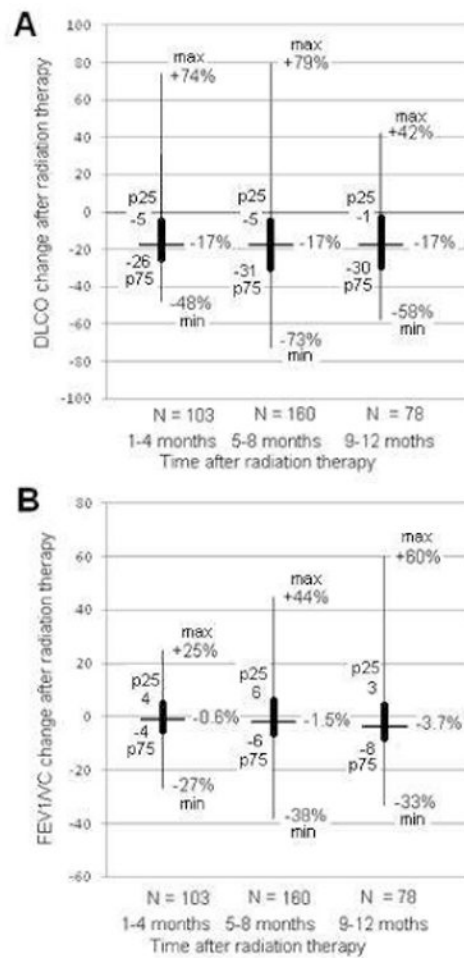 A
100
80
60
40
20
0
-20
-40
-60
-80
-100
DLCO change after radiation therapy
max
+74%
p25
-5
-17%
-26
p75
-48%
min
max
+79%
p25
-5
-17%
-31
p75
-73%
min
max
+42%
p25
-1
-17%
-30
p75
-58%
min
N = 103
N = 160
N = 78
1-4 months
5-8 months
9-12 moths
Time after radiation therapy
B
80
60
40
20
0
-20
-40
-60
FEV1/VC change after radiation therapy
max
+25%
p25
4
-0.6%
-4
p75
-27%
min
max
+44%
p25
6
-1.5%
-6
p75
-38%
min
max
+60%
p25
3
-3.7%
-8
p75
-33%
min
N = 103
N = 160
N = 78
1-4 moths
5-8 months
9-12 moths
Time after radiation therapy